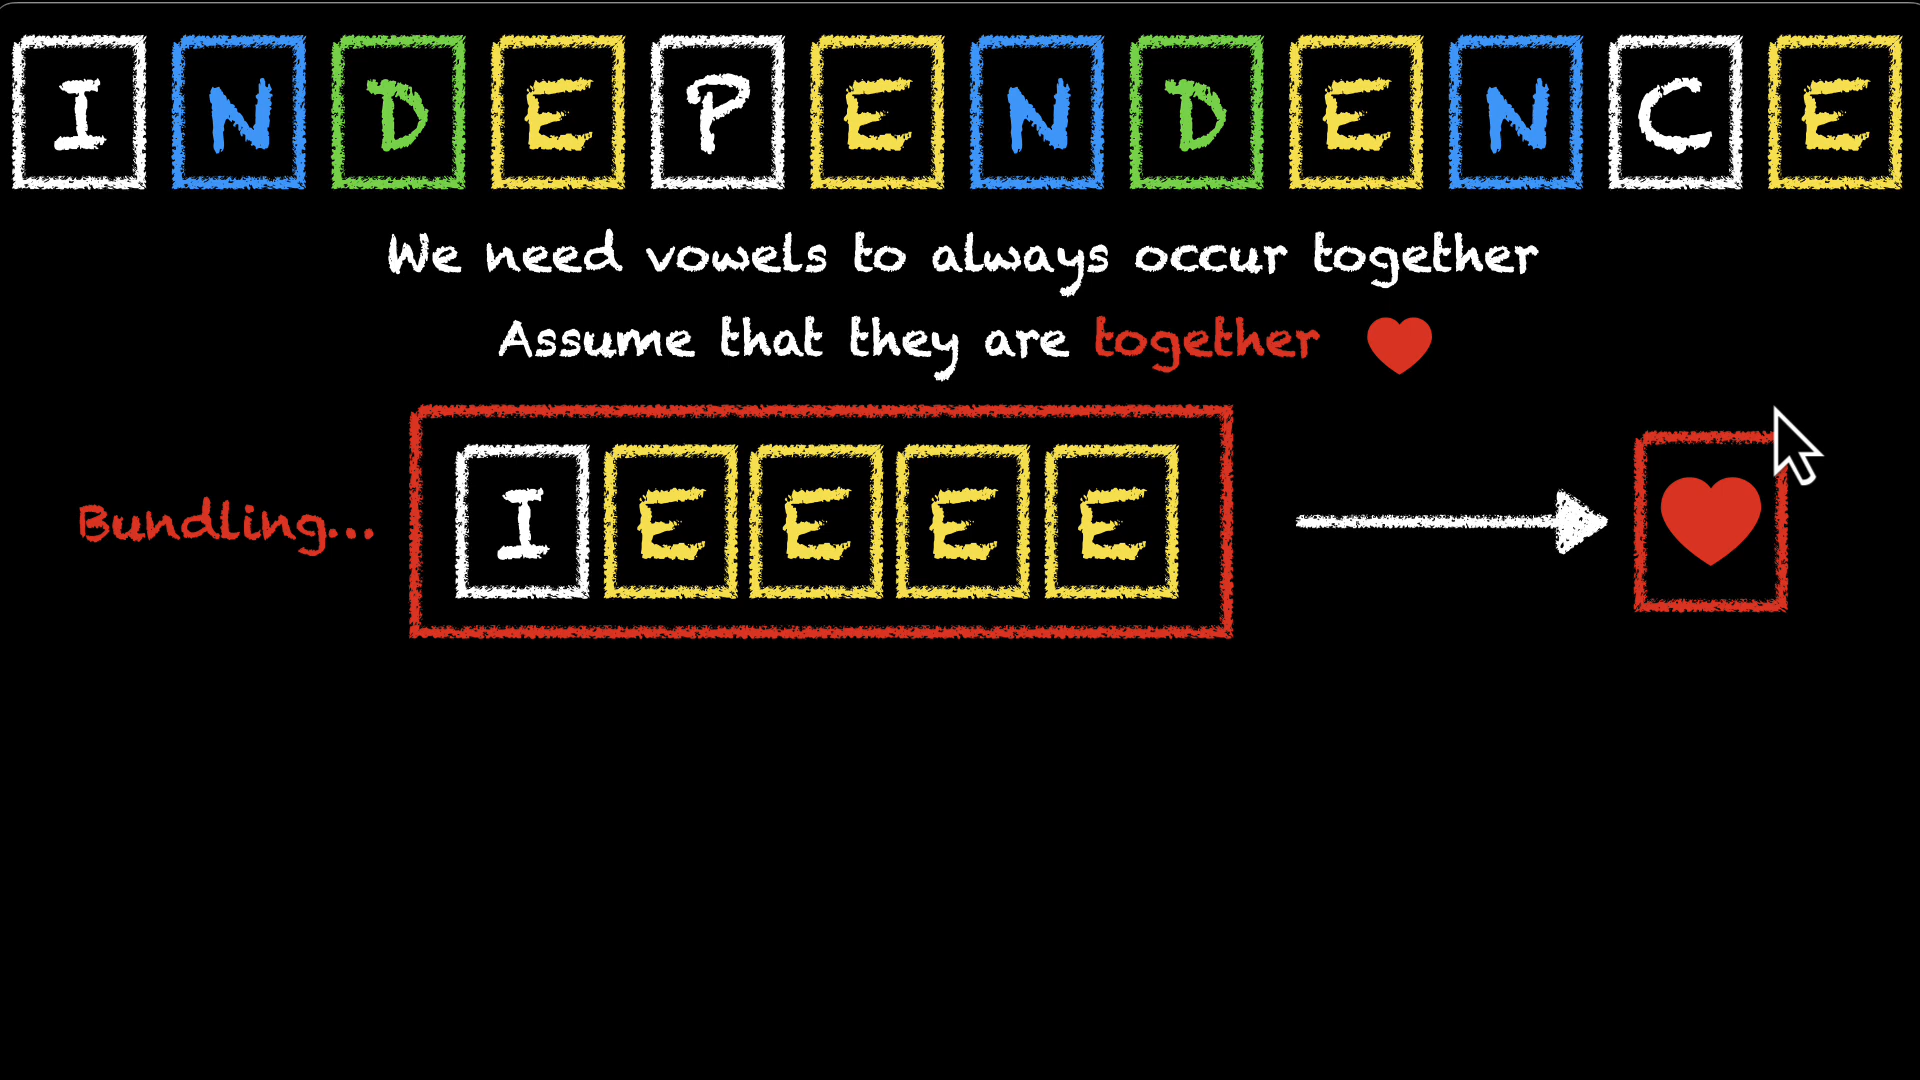 I N D E P E N D E N C E
We need vowels to always occur together
Assume that they are together
Bundling... I E E E E